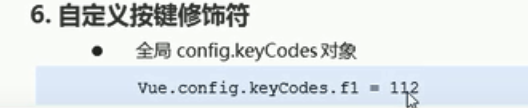 6. 自定义按键修饰符
● 全局 config.keyCodes 对象
Vue.config.keyCodes.f1 = 112